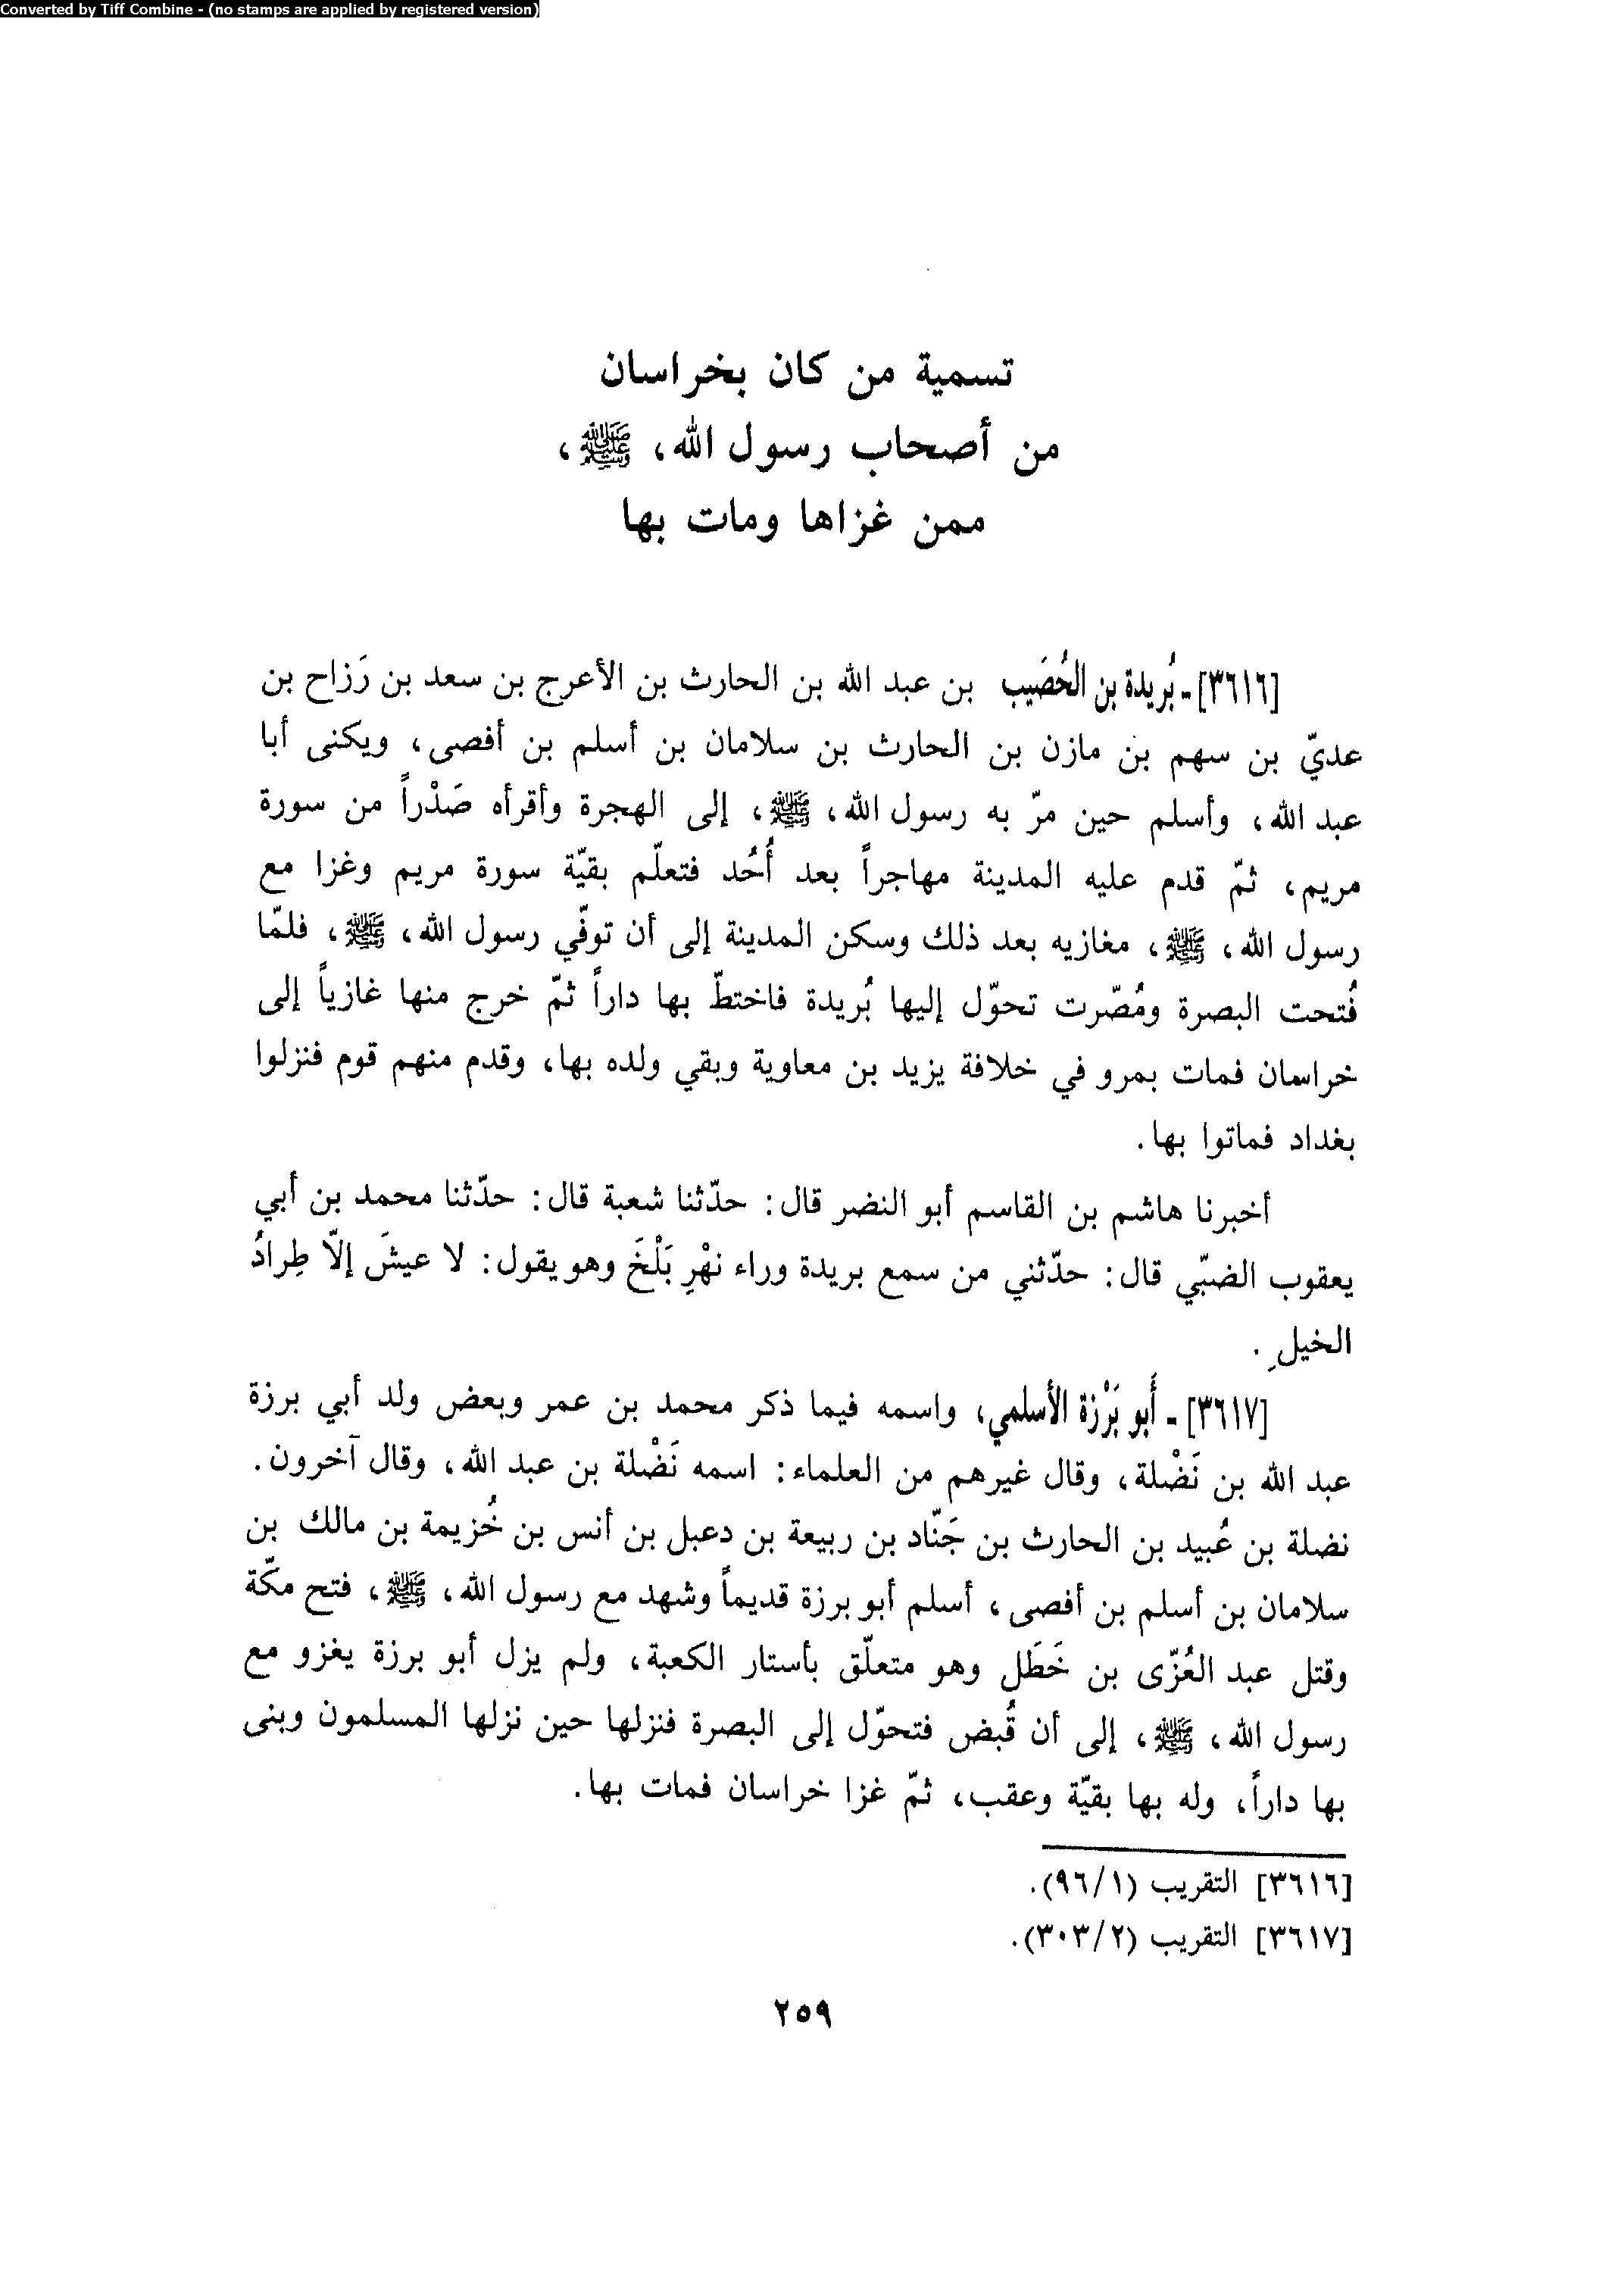 Converted by Tiff Combine - (no stamps are applied by registered version)
تسمية من كان بخراسان
من أصحاب رسول الله، ﷺ،
ممن غزاها ومات بها
[٣٦١٦]ـ بُريدة بن الحُصَيب بن عبد الله بن الحارث بن الأعرج بن سعد بن رَزاح بن
عديّ بن سهم بن مازن بن الحارث بن سلامان بن أسلم بن أفصى، ويكنى أبا
عبد الله، وأسلم حين مرّ به رسول الله، ﷺ، إلى الهجرة وأقرأه صَدْراً من سورة
مريم، ثمّ قدم عليه المدينة مهاجراً بعد أُحُد فتعلّم بقيّة سورة مريم وغزا مع
رسول الله، ﷺ، مغازيه بعد ذلك وسكن المدينة إلى أن توفّي رسول الله، ﷺ، فلمّا
فُتحت البصرة ومُصّرت تحوّل إليها بُريدة فاختطّ بها داراً ثمّ خرج منها غازياً إلى
خراسان فمات بمرو في خلافة يزيد بن معاوية وبقي ولده بها، وقدم منهم قوم فنزلوا
بغداد فماتوا بها.
أخبرنا هاشم بن القاسم أبو النضر قال: حدّثنا شعبة قال: حدّثنا محمد بن أبي
يعقوب الضبّي قال: حدّثني من سمع بريدة وراء نهْرِ بَلْخَ وهو يقول: لا عيشَ إلّا طِرادُ
الخيلِ.
[٣٦١٧] ـ أَبو بَرْزة الأسلمي، واسمه فيما ذكر محمد بن عمر وبعض ولد أبي برزة
عبد الله بن نَضْلة، وقال غيرهم من العلماء: اسمه نَضْلة بن عبد الله، وقال آخرون.
نضلة بن عُبيد بن الحارث بن جَنّاد بن ربيعة بن دعبل بن أنس بن خُزيمة بن مالك بن
سلامان بن أسلم بن أفصى، أسلم أبو برزة قديماً وشهد مع رسول الله، ﷺ، فتح مكّة
وقتل عبد العُزّى بن خَطَل وهو متعلّق بأستار الكعبة، ولم يزل أبو برزة يغزو مع
رسول الله، ﷺ، إلى أن قُبض فتحوّل إلى البصرة فنزلها حين نزلها المسلمون وبنى
بها داراً، وله بها بقيّة وعقب، ثمّ غزا خراسان فمات بها.
[٣٦١٦] التقريب (٩٦/١).
[٣٦١٧] التقريب (٣٠٣/٢).
٢٥٩